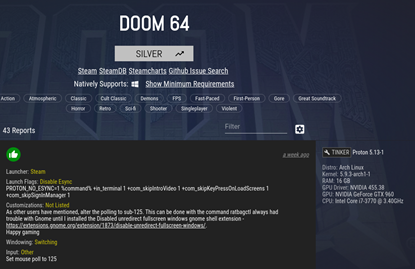 DOOM 64
SILVER
Steam SteamDB Steamcharts Github Issue Search
Natively Supports: Show Minimum Requirements
Action Atmospheric Classic Cult Classic Demons FPS Fast-Paced First-Person Gore Great Soundtrack
Horror Retro Sci-fi Shooter Singleplayer Violent
43 Reports
Filter
a week ago
TINKER Proton 5.13-1
Launcher: Steam
Launch Flags: Disable Esync
PROTON_NO_ESYNC=1 %command% +in_terminal 1 +com_skipIntroVideo 1 +com_skipKeyPressOnLoadScreens 1
+com_skipSignInManager 1
Customizations: Not Listed
As other users have mentioned, alter the polling to sub-125. This can be done with the command ratbagctl always had
trouble with Gnome until I installed the Disabled unredirect fullscreen windows gnome shell extension -
https://extensions.gnome.org/extension/1873/disable-unredirect-fullscreen-windows/.
Happy gaming
Windowing: Switching
Input: Other
Set mouse poll to 125
Distro: Arch Linux
Kernel: 5.9.3-arch1-1
RAM: 16 GB
GPU Driver: NVIDIA 455.38
GPU: NVIDIA GeForce GTX 960
CPU: Intel Core i7-3770 @ 3.40GHz